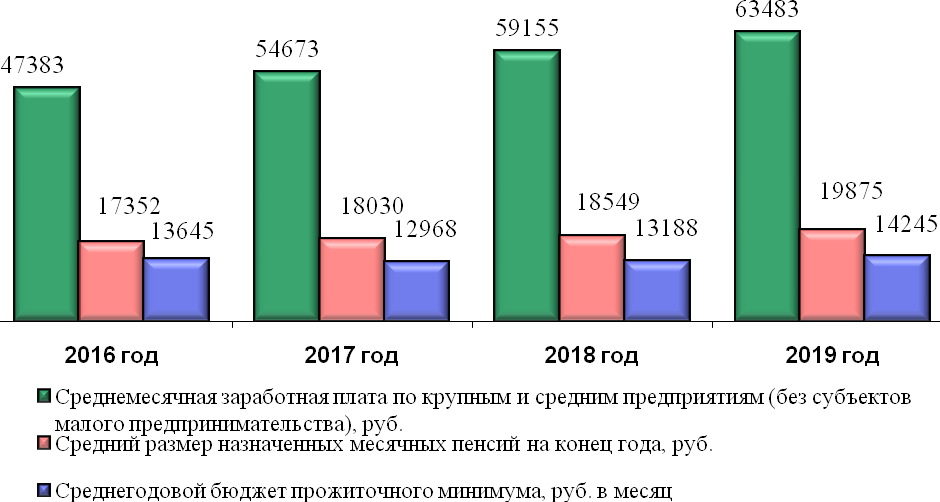 63483
59155
54673
47383
19875
18549
17352
18030
14245
13645
12968
13188
2016 год
2017 год
2018 год
2019 год
Среднемесячная заработная плата по крупным и средним предприятиям (без субъектов
малого предпринимательства), руб.
Средний размер назначенных месячных пенсий на конец года, руб.
Среднегодовой бюджет прожиточного минимума, руб. в месяц